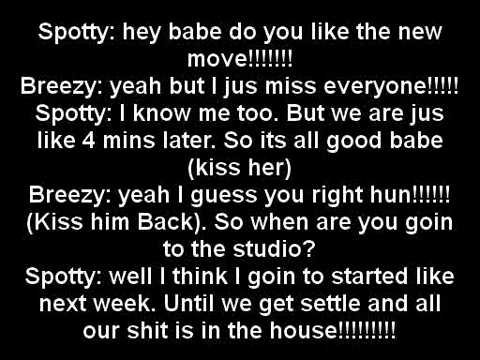 Spotty: hey babe do you like the new
move!!!!!!!
Breezy: yeah but I jus miss everyone!!!!!
Spotty: I know me too. But we are jus
like 4 mins later. So its all good babe
(kiss her)
Breezy: yeah I guess you right hun!!!!!!
(Kiss him Back). So when are you goin
to the studio?
Spotty: well I think I goin to started like
next week. Until we get settle and all
our shit is in the house!!!!!!!!!